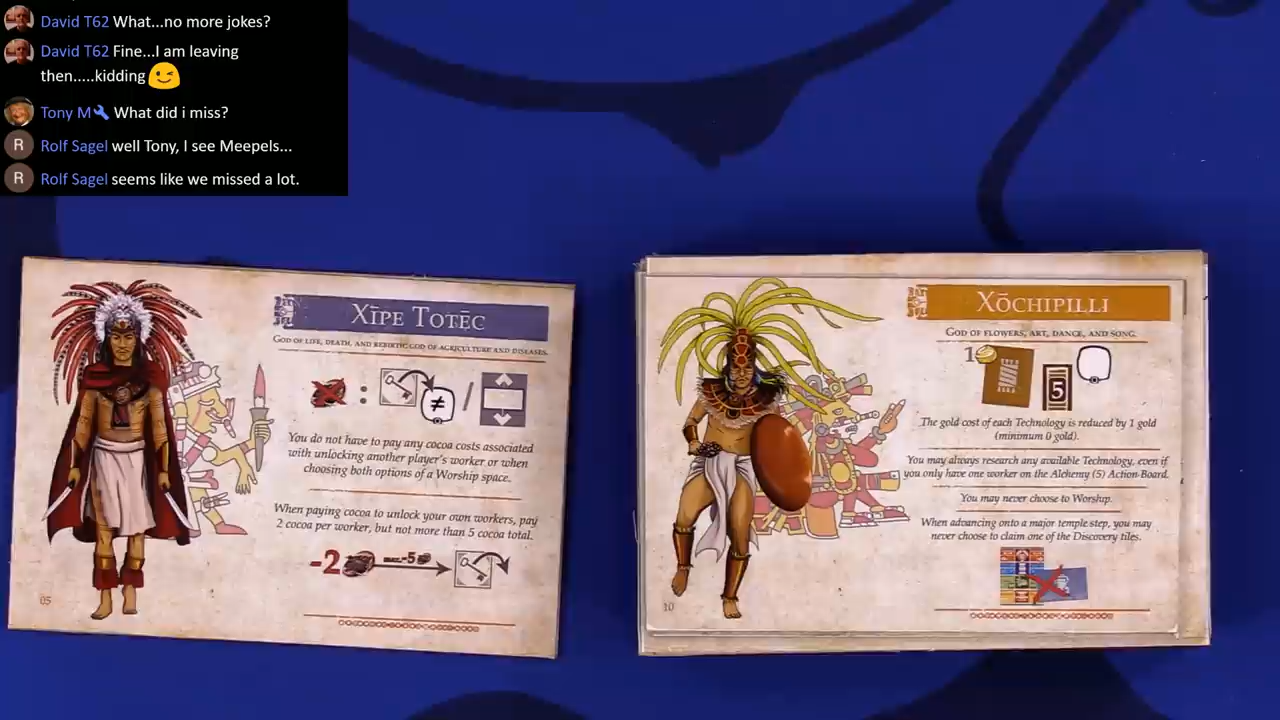 David T62 What...no more jokes?
David T62 Fine...I am leaving
then.....kidding
Tony M What did i miss?
R Rolf Sagel well Tony, I see Meepels...
R Rolf Sagel seems like we missed a lot.
Xīpe Totēc
God of life, death, and rebirth; god of agriculture and diseases.
≠ /
You do not have to pay any cocoa costs associated
with unlocking another player's worker or when
choosing both options of a Worship space.
When paying cocoa to unlock your own workers, pay
2 cocoa per worker, but not more than 5 cocoa total.
-2 max. -5
05
Xōchipilli
God of flowers, art, dance, and song.
1
5
The gold cost of each Technology is reduced by 1 gold
(minimum 0 gold).
You may always research any available Technology, even if
you only have one worker on the Alchemy (5) Action-Board.
You may never choose to Worship.
When advancing onto a major temple step, you may
never choose to claim one of the Discovery tiles.
10